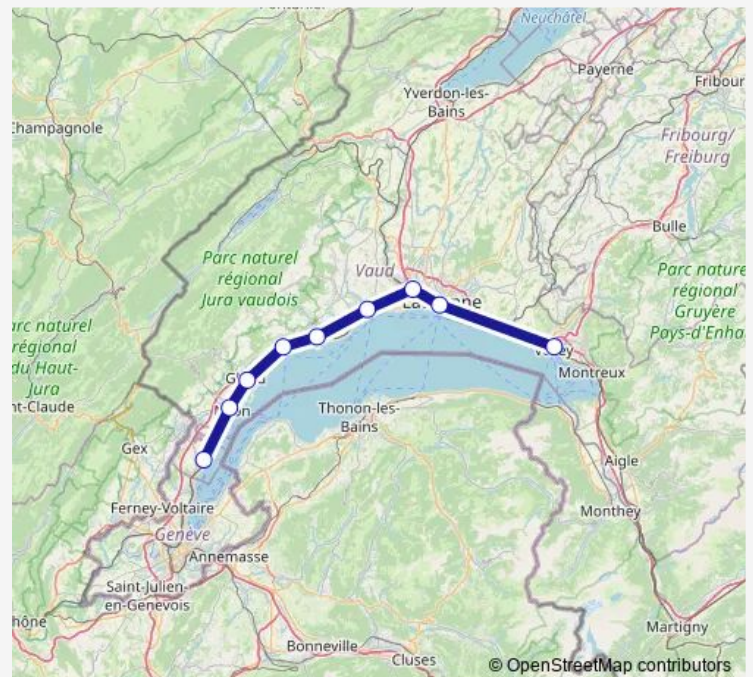 Neuchâtel
Payerne
Yverdon-les-
Bains
Fribour
Champagnole
Fribourg/
Freiburg
Bulle
Parc naturel
régional
Jura vaudois
Vaud
Parc nature
régional
Gruyère
Pays-d'Enha
arc naturel
régional
du Haut-
Jura
nt-Claude
Montreux
Thonon-les-
Bains
Gex
Aigle
Ferney-Voltaire
Monthey
Genève
Annemasse
Saint-Julien-
en-Genevois
hône
Martigny
Bonneville
Cluses
© OpenStreetMap contributors